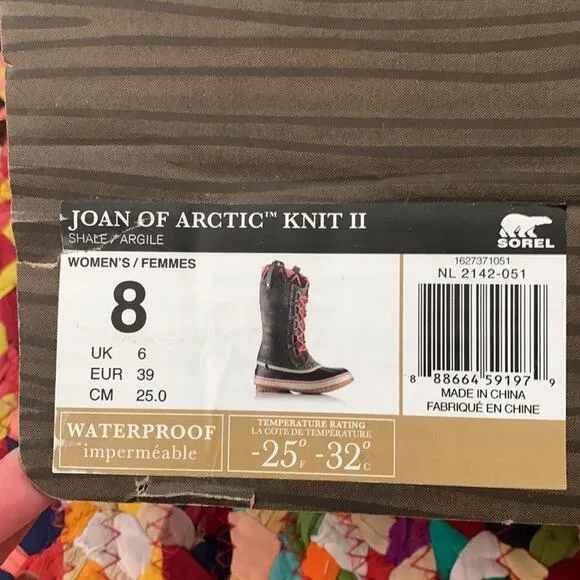 JOAN OF ARCTIC™ KNIT II
SHALE / ARGILE
SOREL
WOMEN'S / FEMMES
8
UK 6
EUR 39
CM 25.0
1627371051
NL 2142-051
8 88664 59197 9
MADE IN CHINA
FABRIQUÉ EN CHINE
WATERPROOF
imperméable
TEMPERATURE RATING
LA COTE DE TEMPÉRATURE
-25°F -32°C